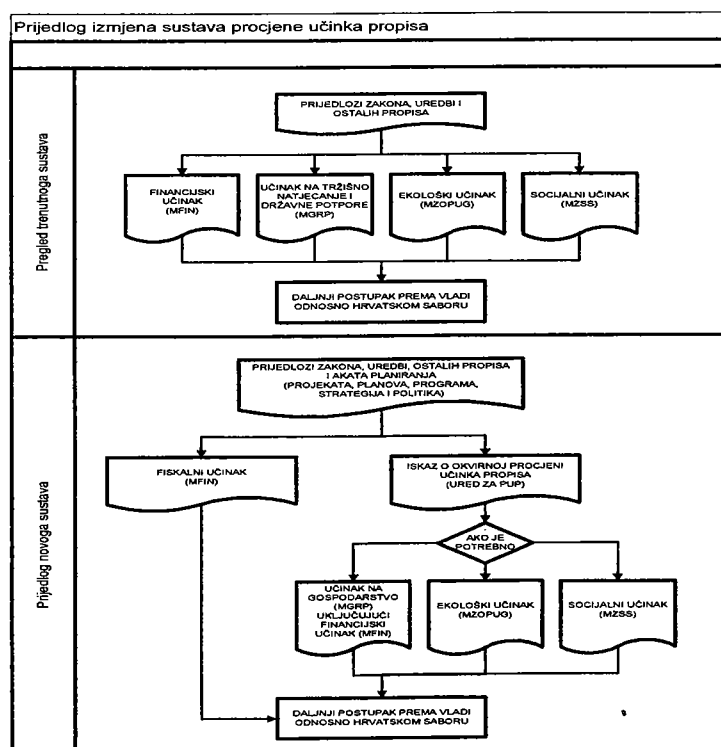 Prijedlog izmjena sustava procjene učinka propisa
Pregled trenutnoga sustava
PRIJEDLOZI ZAKONA, UREDBI I
OSTALIH PROPISA
FINANCIJSKI
UČINAK
(MFIN)
UČINAK NA TRŽIŠNO
NATJECANJE I
DRŽAVNE POTPORE
(MGRP)
EKOLOŠKI UČINAK
(MZOPUG)
SOCIJALNI UČINAK
(MZSS)
DALJNJI POSTUPAK PREMA VLADI
ODNOSNO HRVATSKOM SABORU
Prijedlog novoga sustava
PRIJEDLOZI ZAKONA, UREDBI, OSTALIH PROPISA
I AKATA PLANIRANJA
(PROJEKATA, PLANOVA, PROGRAMA,
STRATEGIJA I POLITIKA)
FISKALNI UČINAK
(MFIN)
ISKAZ O OKVIRNOJ PROCJENI
UČINKA PROPISA
(URED ZA PUP)
AKO JE
POTREBNO
UČINAK NA
GOSPODARSTVO
(MGRP)
UKLJUČUJUĆI
FINANCIJSKI
UČINAK (MFIN)
EKOLOŠKI UČINAK
(MZOPUG)
SOCIJALNI UČINAK
(MZSS)
DALJNJI POSTUPAK PREMA VLADI
ODNOSNO HRVATSKOM SABORU